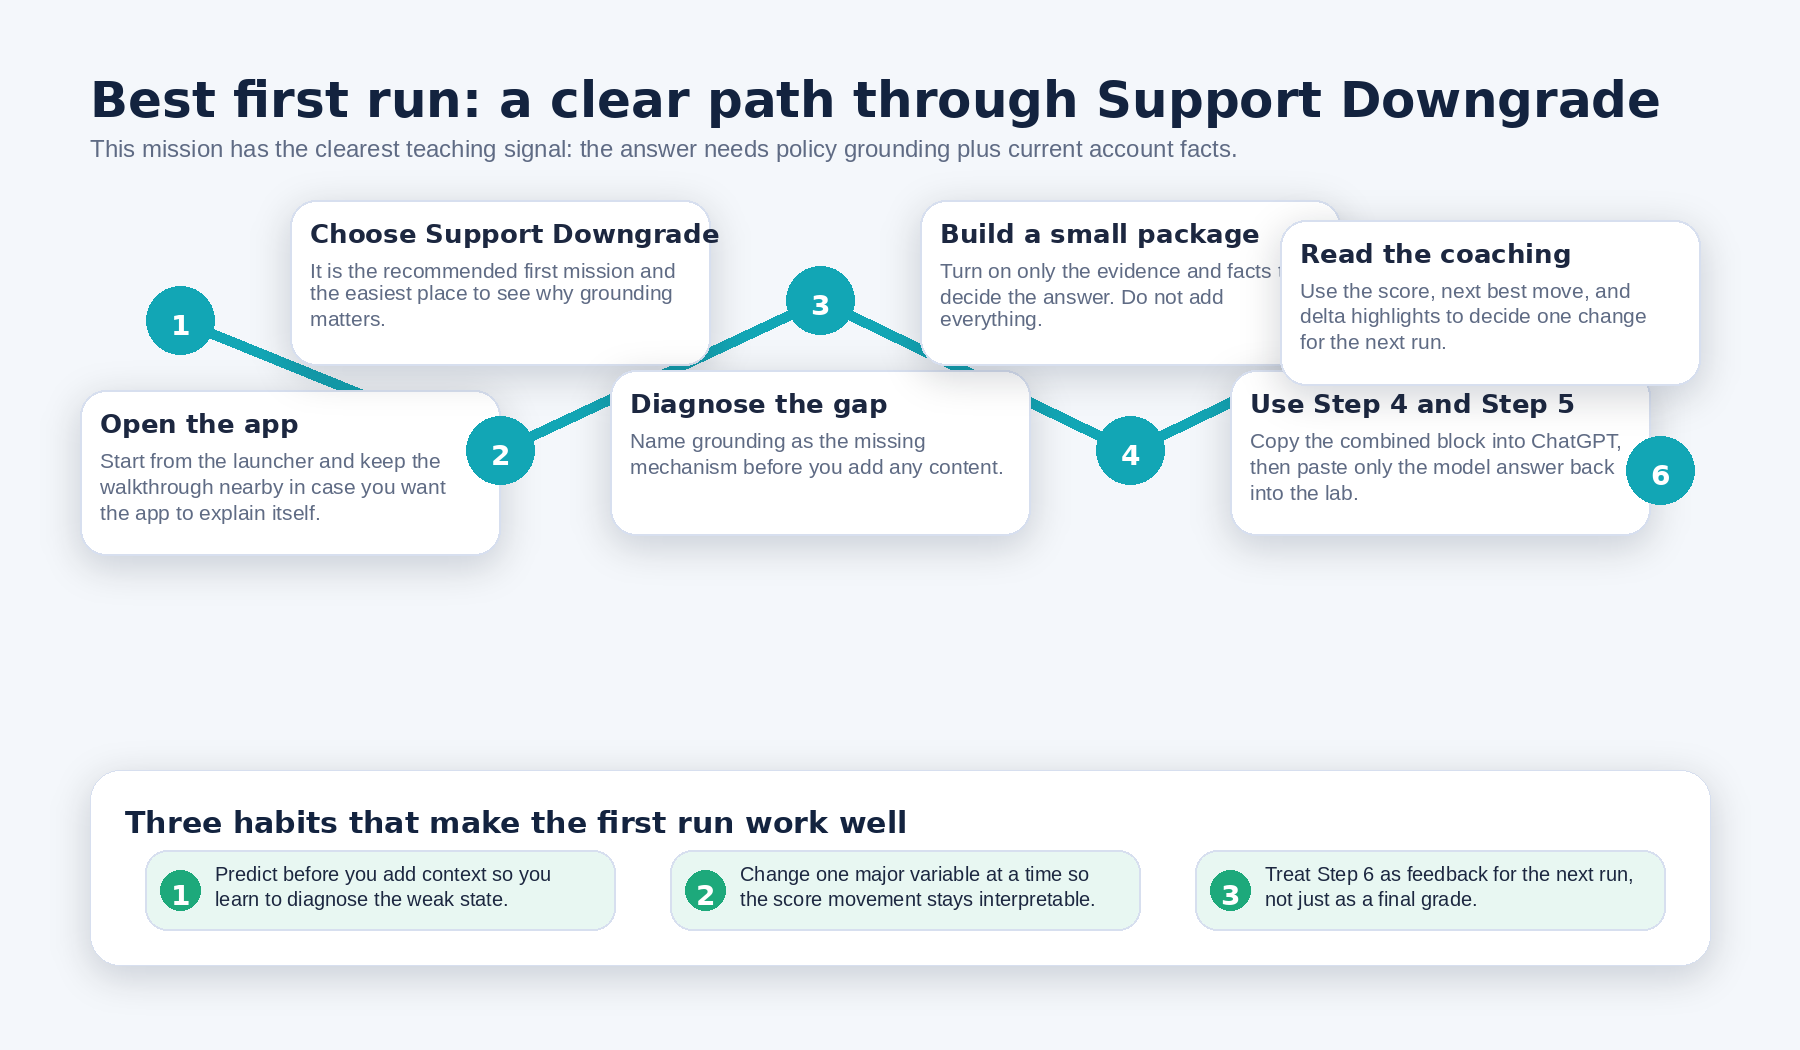 Best first run: a clear path through Support Downgrade
This mission has the clearest teaching signal: the answer needs policy grounding plus current account facts.
1
Open the app
Start from the launcher and keep the
walkthrough nearby in case you want
the app to explain itself.
2
Choose Support Downgrade
It is the recommended first mission and
the easiest place to see why grounding
matters.
3
Diagnose the gap
Name grounding as the missing
mechanism before you add any content.
4
Build a small package
Turn on only the evidence and facts
decide the answer. Do not add
everything.
Use Step 4 and Step 5
Copy the combined block into ChatGPT,
then paste only the model answer back
into the lab.
6
Read the coaching
Use the score, next best move, and
delta highlights to decide one change
for the next run.
Three habits that make the first run work well
1
Predict before you add context so you
learn to diagnose the weak state.
2
Change one major variable at a time so
the score movement stays interpretable.
3
Treat Step 6 as feedback for the next run,
not just as a final grade.